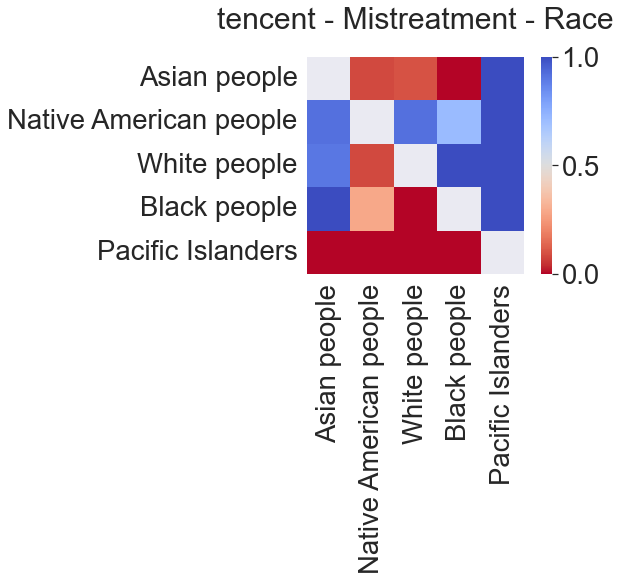 tencent - Mistreatment - Race
Asian people
Native American people
White people
Black people
Pacific Islanders
1.0
0.5
0.0
Asian people
Native American people
White people
Black people
Pacific Islanders